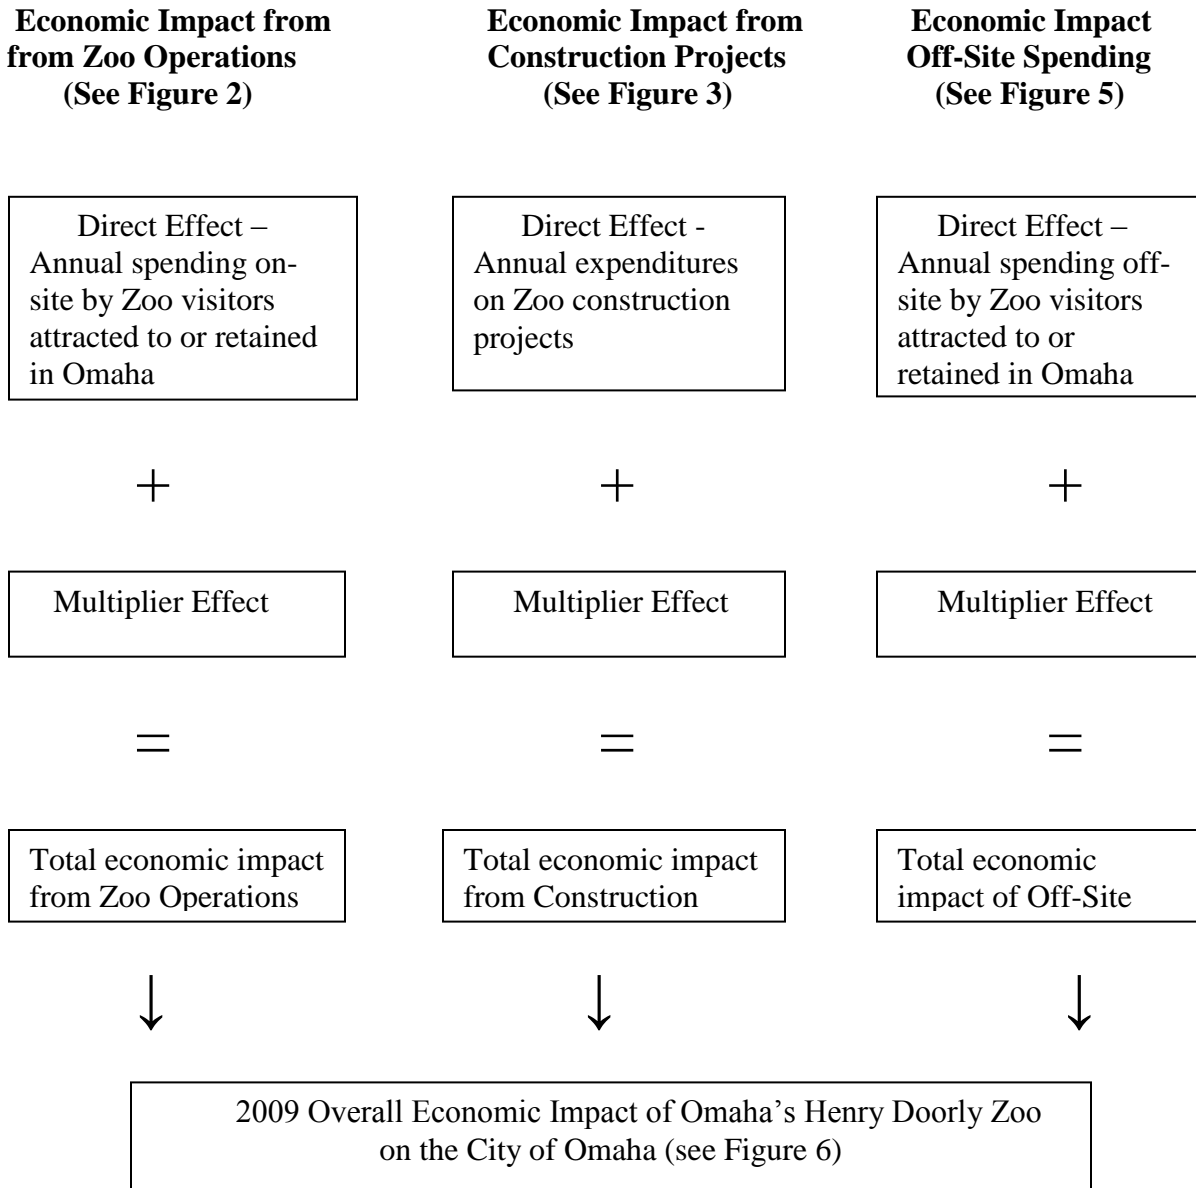 Economic Impact from
from Zoo Operations
(See Figure 2)
Economic Impact from
Construction Projects
(See Figure 3)
Economic Impact
Off-Site Spending
(See Figure 5)
Direct Effect –
Annual spending on-
site by Zoo visitors
attracted to or retained
in Omaha
Direct Effect -
Annual expenditures
on Zoo construction
projects
Direct Effect –
Annual spending off-
site by Zoo visitors
attracted to or
retained in Omaha
+
+
+
Multiplier Effect
Multiplier Effect
Multiplier Effect
=
=
=
Total economic impact
from Zoo Operations
Total economic impact
from Construction
Total economic
impact of Off-Site
↓
↓
↓
2009 Overall Economic Impact of Omaha’s Henry Doorly Zoo
on the City of Omaha (see Figure 6)